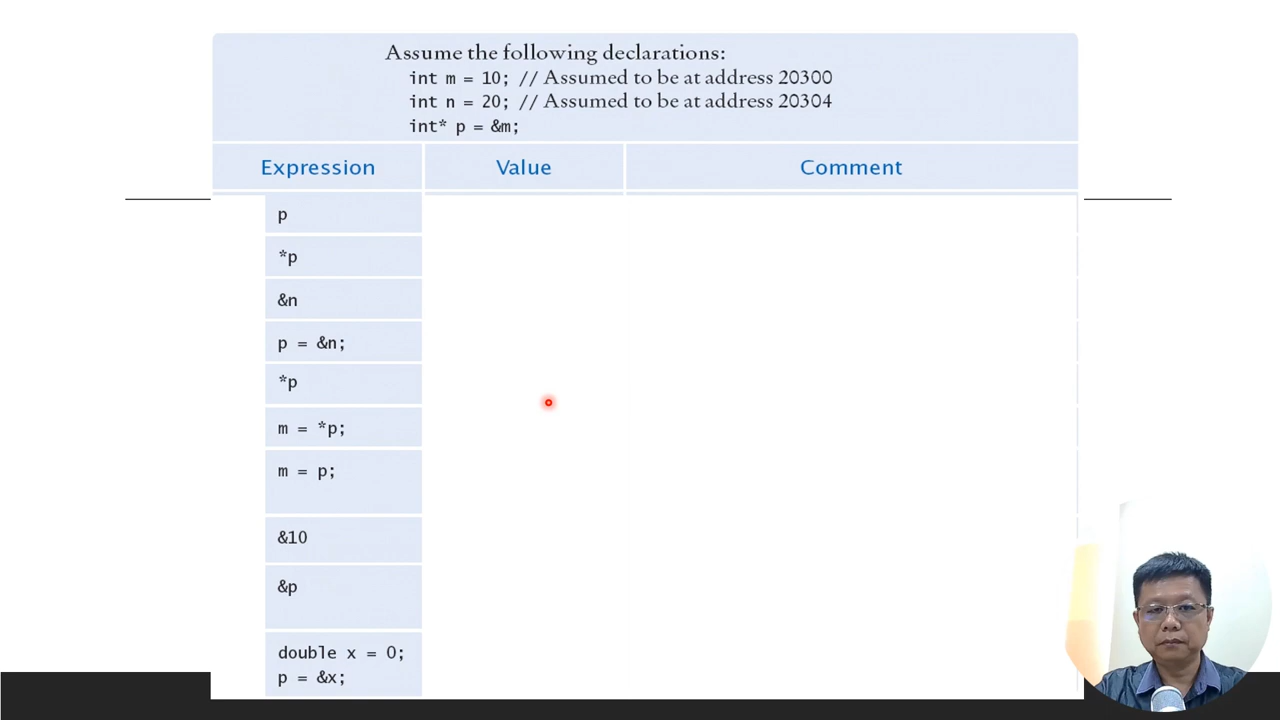 Assume the following declarations:
int m = 10; // Assumed to be at address 20300
int n = 20; // Assumed to be at address 20304
int* p = &m;
Expression Value Comment
p
*p
&n
p = &n;
*p
m = *p;
m = p;
&10
&p
double x = 0;
p = &x;